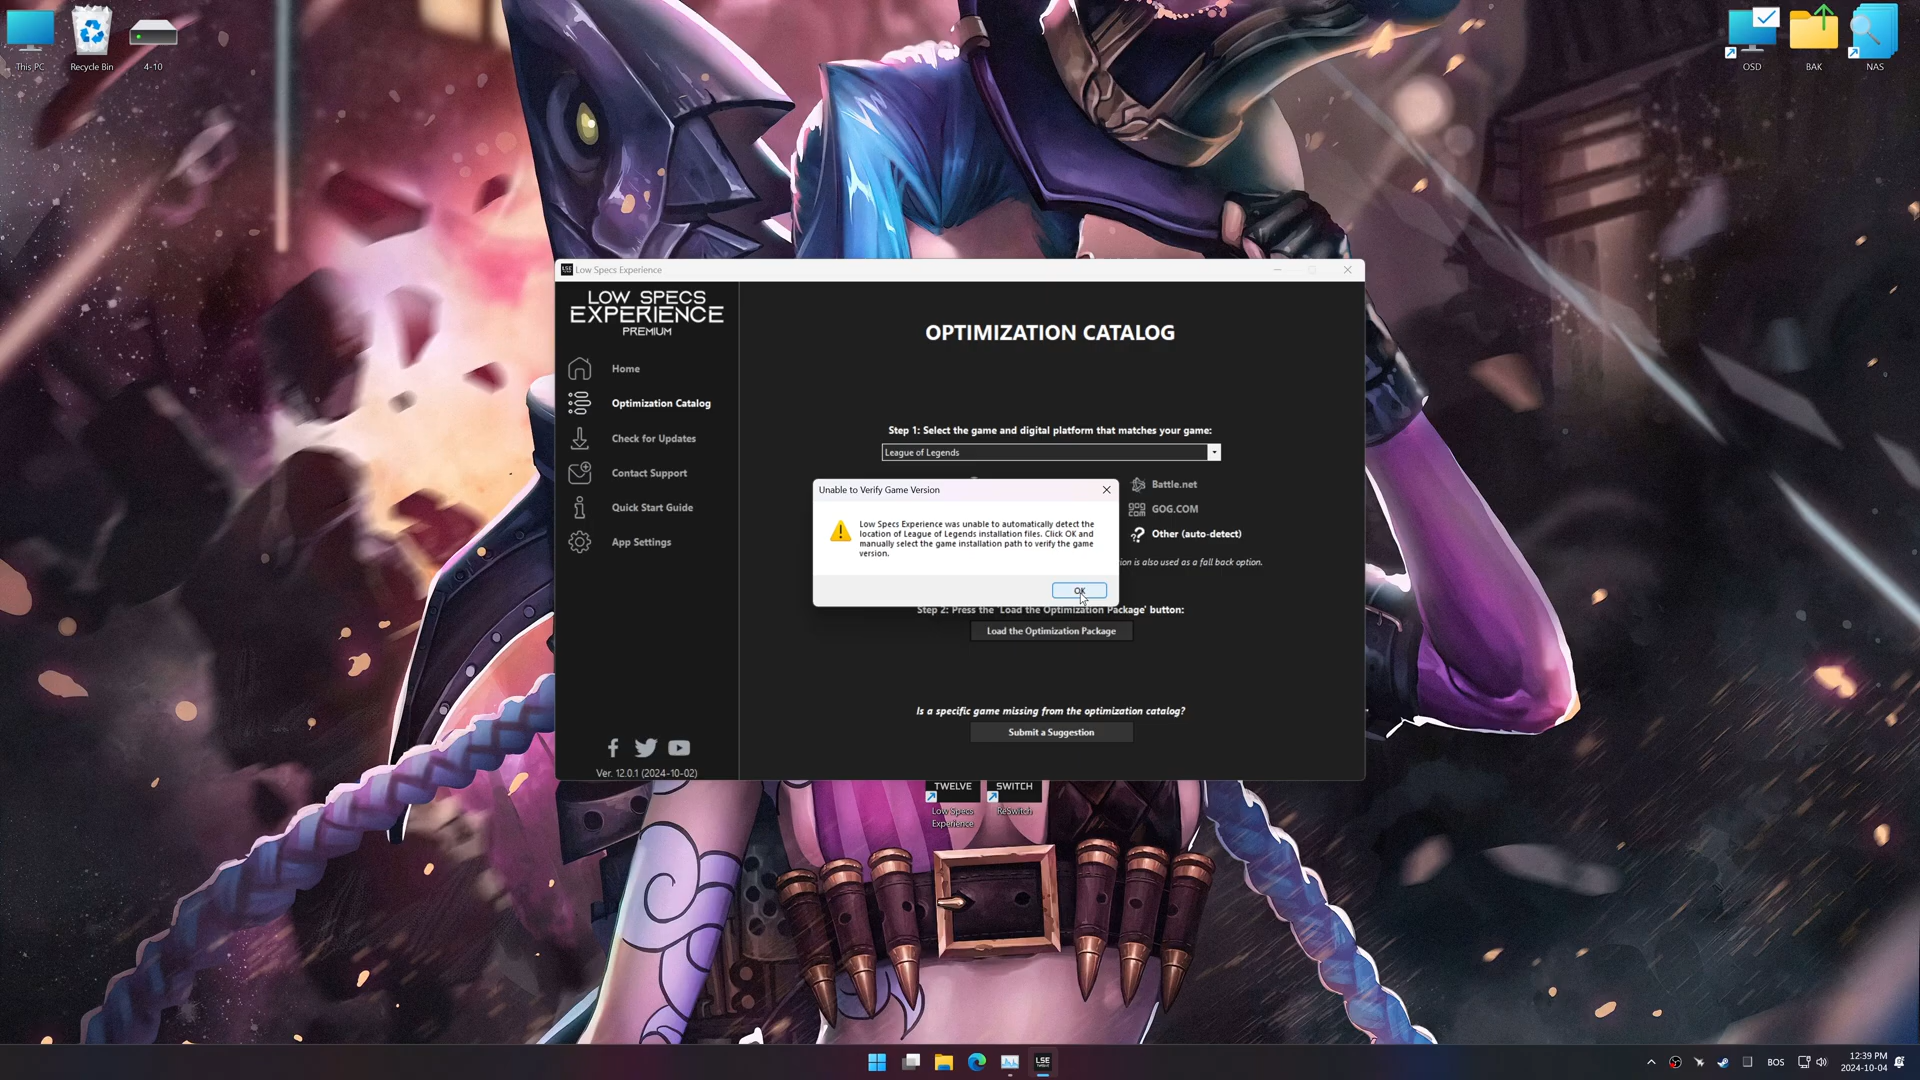 This PC
Recycle Bin
4-10
OSD
BAK
NAS
LSE
Low Specs Experience
LOW SPECS
EXPERIENCE
PREMIUM
Home
Optimization Catalog
Check for Updates
Contact Support
Quick Start Guide
App Settings
Ver. 12.0.1 (2024-10-02)
OPTIMIZATION CATALOG
Step 1: Select the game and digital platform that matches your game:
League of Legends
Battle.net
GOG.COM
Other (auto-detect)
ion is also used as a fall back option.
Unable to Verify Game Version
Low Specs Experience was unable to automatically detect the
location of League of Legends installation files. Click OK and
manually select the game installation path to verify the game
version.
OK
Step 2: Press the 'Load the Optimization Package' button:
Load the Optimization Package
Is a specific game missing from the optimization catalog?
Submit a Suggestion
TWELVE
SWITCH
Low Specs
Experience
ReSwitch
LSE
BOS
12:39 PM
2024-10-04